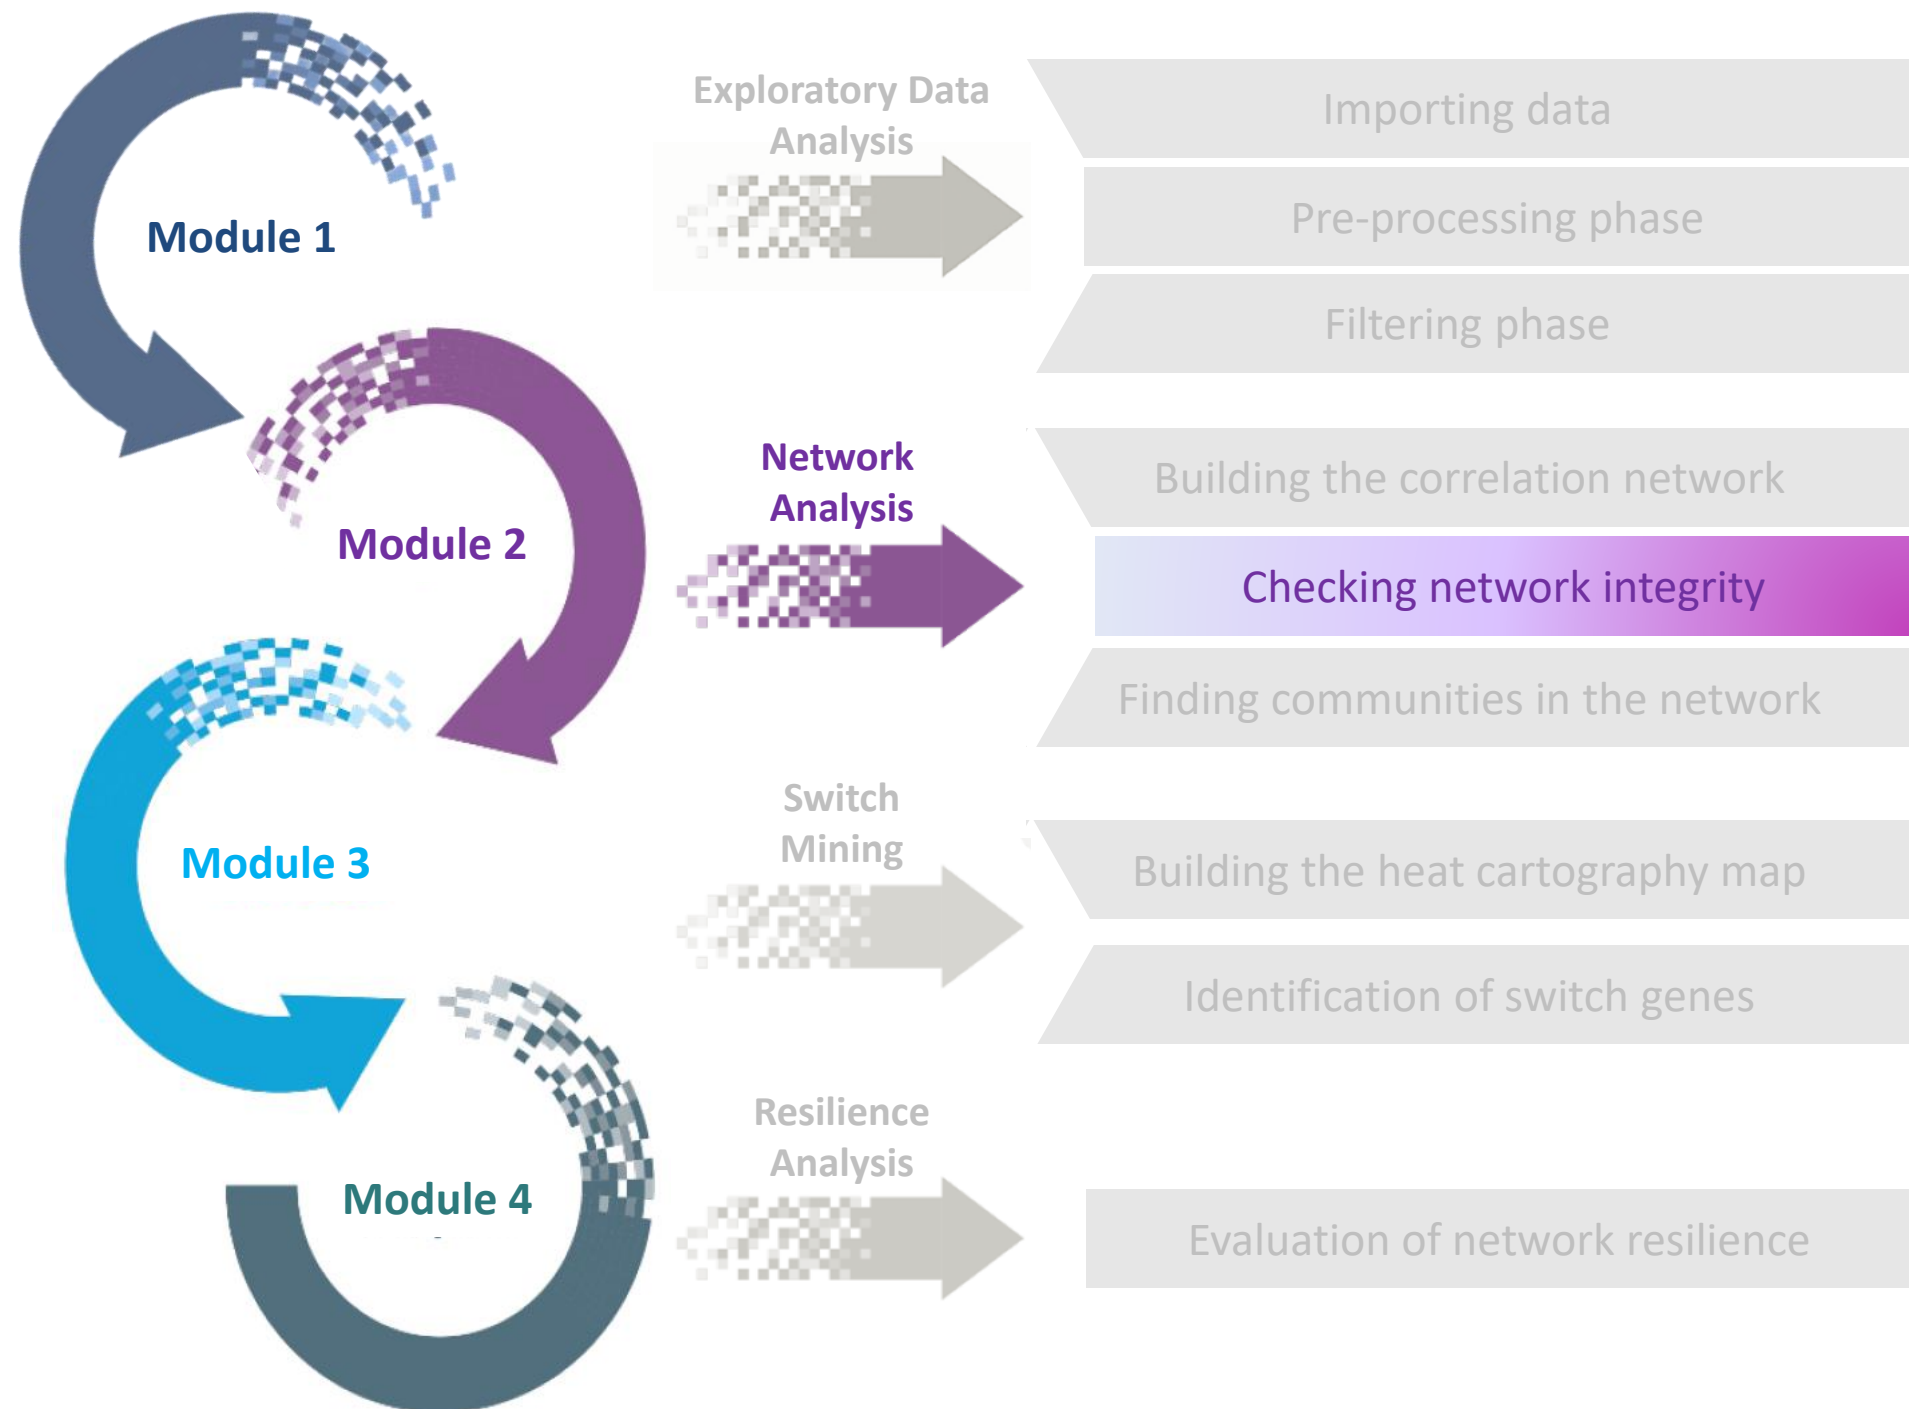 Module 1
Exploratory Data
Analysis
Importing data
Pre-processing phase
Filtering phase
Module 2
Network
Analysis
Building the correlation network
Checking network integrity
Finding communities in the network
Module 3
Switch
Mining
Building the heat cartography map
Identification of switch genes
Module 4
Resilience
Analysis
Evaluation of network resilience